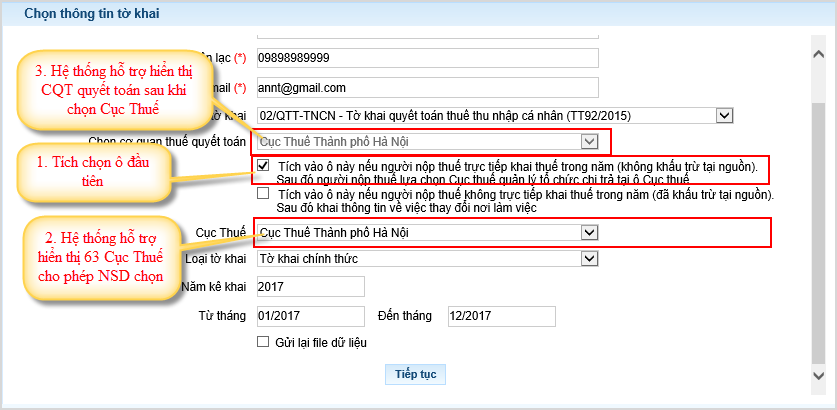 Chọn thông tin tờ khai
ên lạc (*) 09898989999
mail (*) annt@gmail.com
tờ khai 02/QTT-TNCN - Tờ khai quyết toán thuế thu nhập cá nhân (TT92/2015)
3. Hệ thống hỗ trợ hiển thị
CQT quyết toán sau khi
chọn Cục Thuế
Chọn cơ quan thuế quyết toán Cục Thuế Thành phố Hà Nội
1. Tích chọn ô đầu
tiên
Tích vào ô này nếu người nộp thuế trực tiếp khai thuế trong năm (không khấu trừ tại nguồn).
Sau đó người nộp thuế lựa chọn Cục thuế quản lý tổ chức chi trả tại ô Cục thuế
Tích vào ô này nếu người nộp thuế không trực tiếp khai thuế trong năm (đã khấu trừ tại nguồn).
Sau đó khai thông tin về việc thay đổi nơi làm việc
2. Hệ thống hỗ trợ
hiển thị 63 Cục Thuế
cho phép NSD chọn
Cục Thuế Cục Thuế Thành phố Hà Nội
Loại tờ khai Tờ khai chính thức
Năm kê khai 2017
Từ tháng 01/2017 Đến tháng 12/2017
Gửi lại file dữ liệu
Tiếp tục